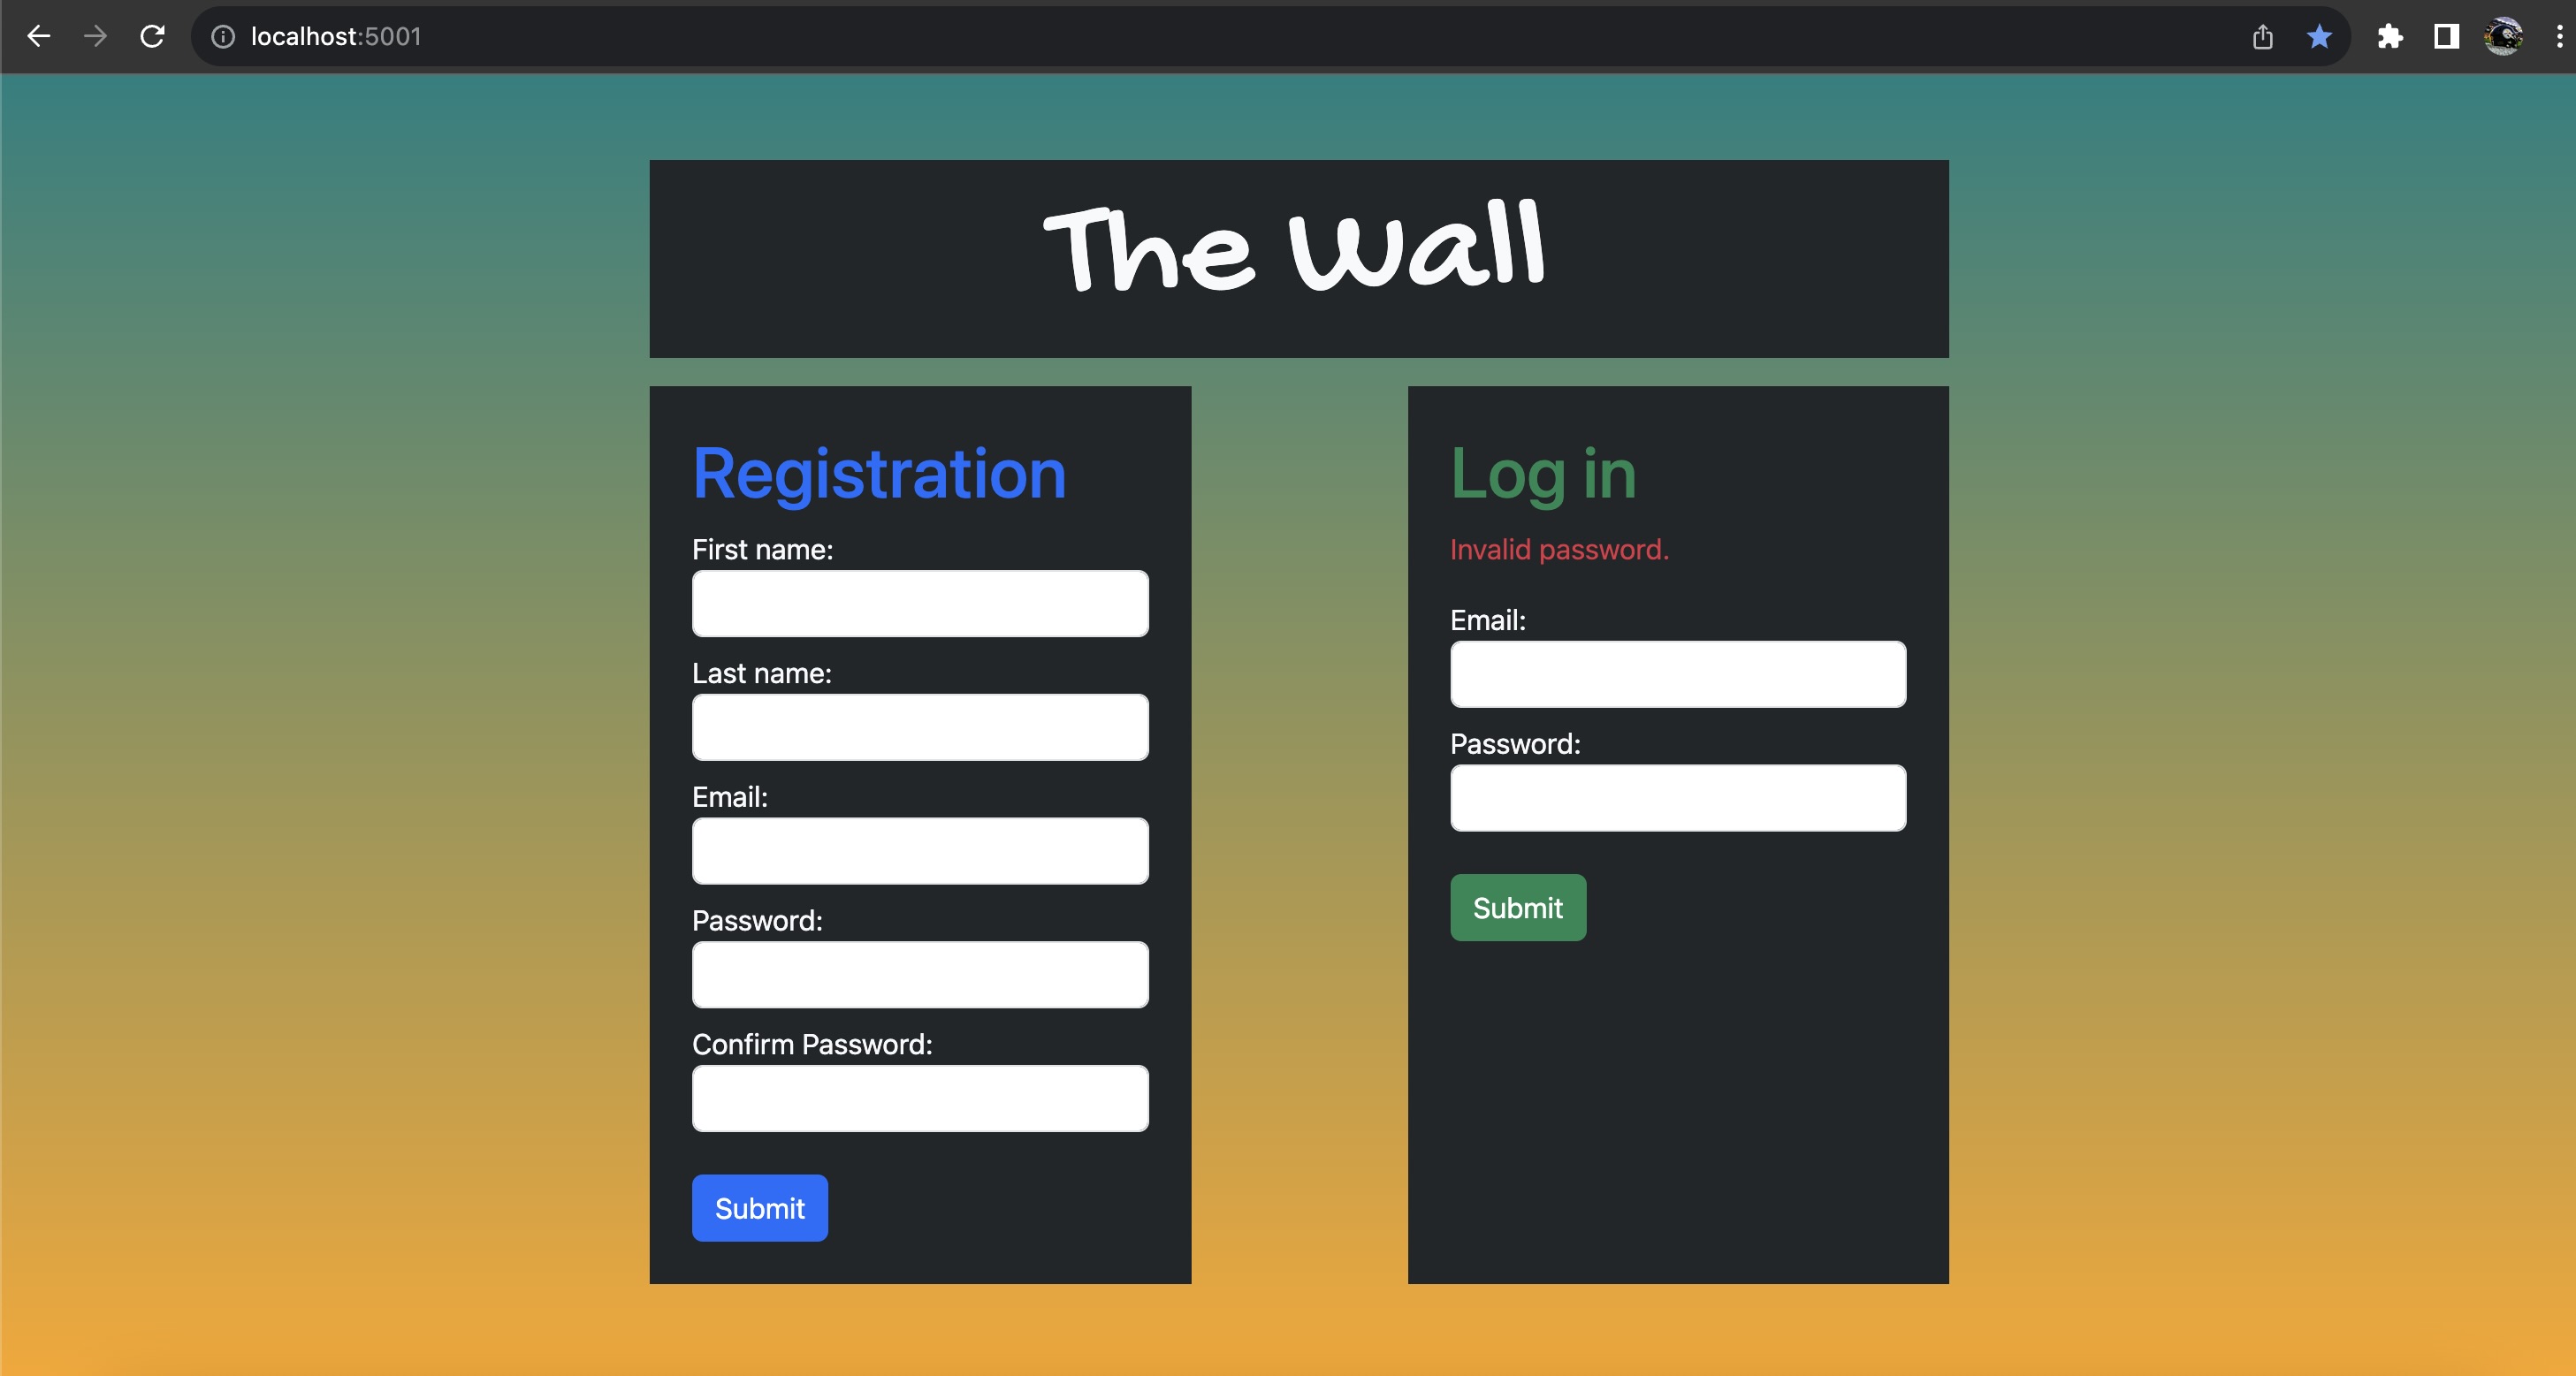 localhost:5001
The Wall
Registration
First name:
Last name:
Email:
Password:
Confirm Password:
Submit
Log in
Invalid password.
Email:
Password:
Submit